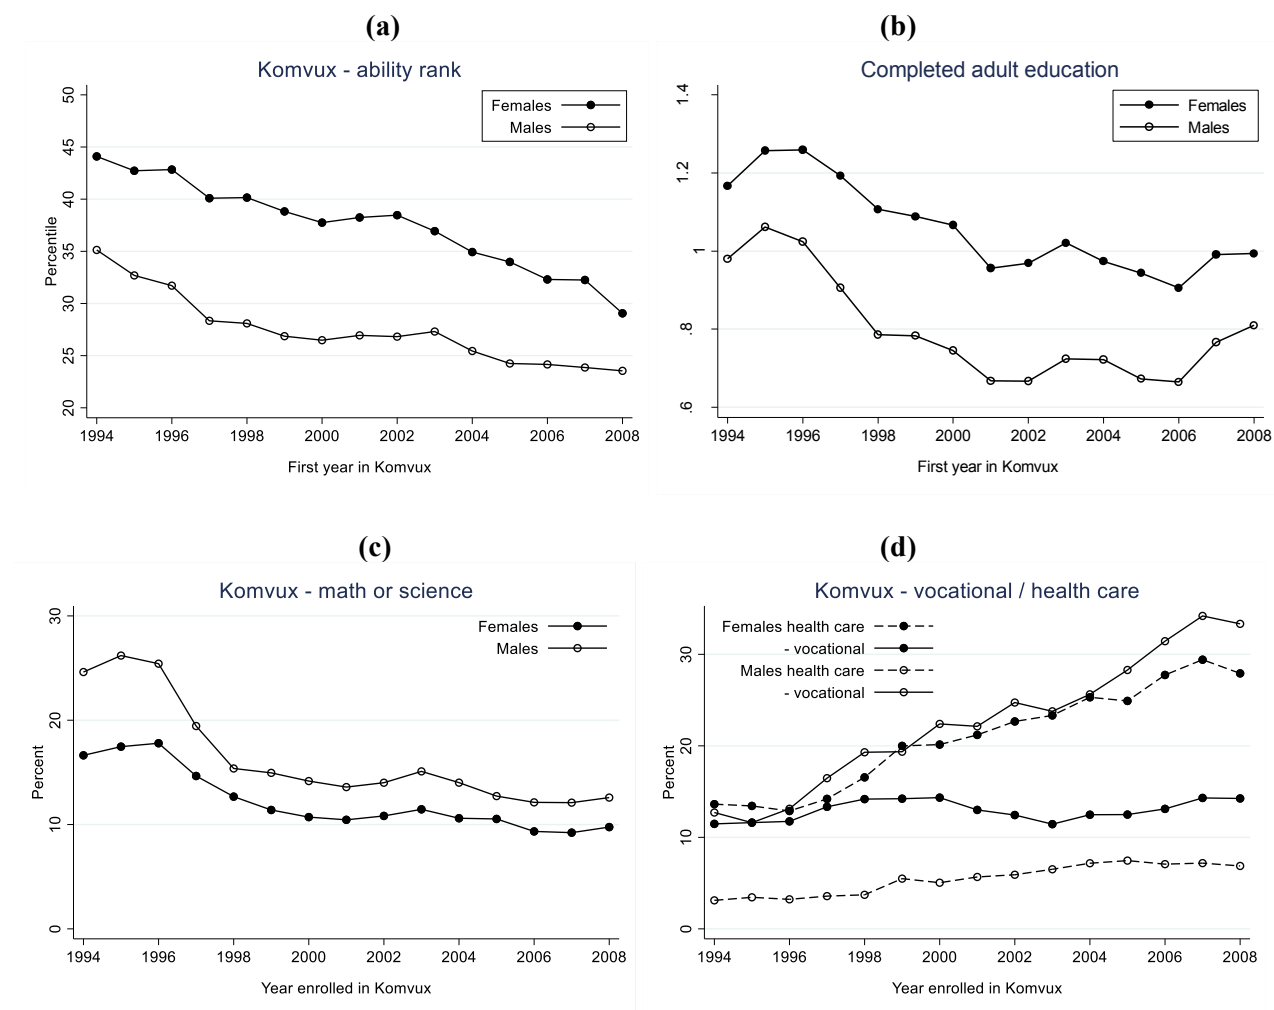 (a)
Komvux - ability rank
Females
Males
Percentile
50
45
40
35
30
25
20
1994 1996 1998 2000 2002 2004 2006 2008
First year in Komvux
(b)
Completed adult education
Females
Males
1.4
1.2
1
.8
.6
1994 1996 1998 2000 2002 2004 2006 2008
First year in Komvux
(c)
Komvux - math or science
Females
Males
Percent
30
20
10
0
1994 1996 1998 2000 2002 2004 2006 2008
Year enrolled in Komvux
(d)
Komvux - vocational / health care
Females health care
- vocational
Males health care
- vocational
Percent
30
20
10
0
1994 1996 1998 2000 2002 2004 2006 2008
Year enrolled in Komvux